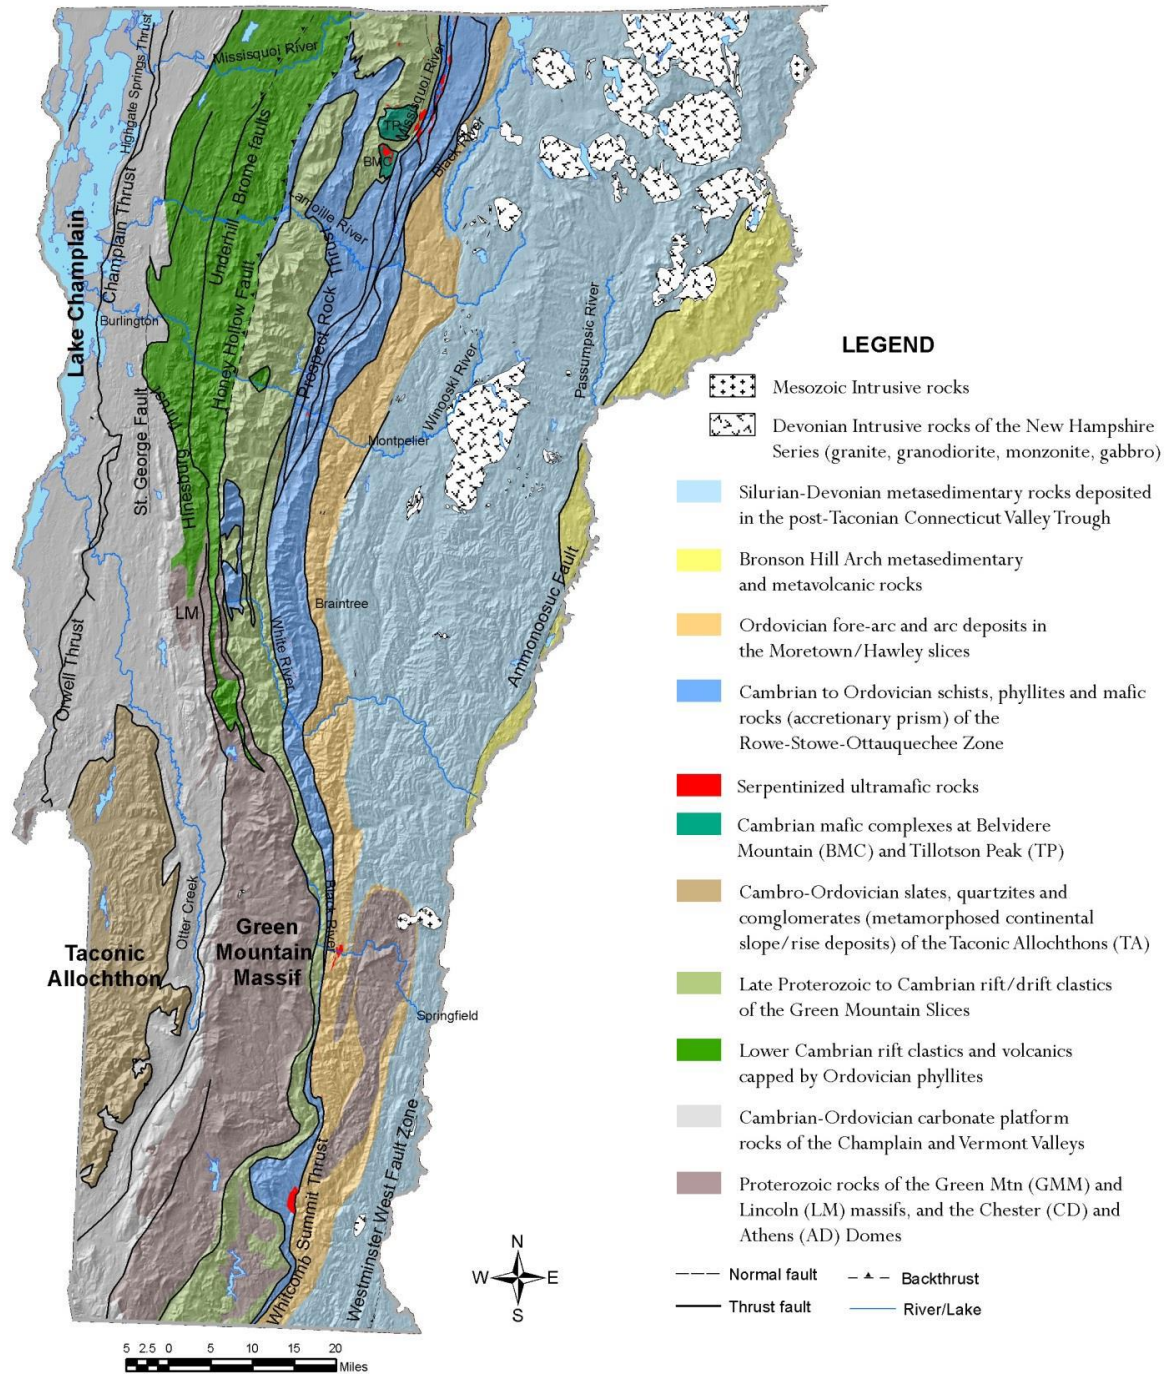 Missisquoi River
Highgate Springs Thrust
Champlain Thrust
Lake Champlain
Underhill
Brome faults
Missisquoi River
TP
BMC
Black River
Lamoille River
Burlington
Honey Hollow Fault
Prospect Rock Thrust
St. George Fault
Hinesburg Thrust
Montpelier
Winooski River
Passumpsic River
LM
Braintree
White River
Orwell Thrust
Ammonoosuc Fault
Otter Creek
Black River
Green
Mountain
Massif
Taconic
Allochthon
Springfield
Whitcomb Summit Thrust
Westminster West Fault Zone
N
W
E
S
5 2.5 0 5 10 15 20
Miles
LEGEND
Mesozoic Intrusive rocks
Devonian Intrusive rocks of the New Hampshire
Series (granite, granodiorite, monzonite, gabbro)
Silurian-Devonian metasedimentary rocks deposited
in the post-Taconian Connecticut Valley Trough
Bronson Hill Arch metasedimentary
and metavolcanic rocks
Ordovician fore-arc and arc deposits in
the Moretown/Hawley slices
Cambrian to Ordovician schists, phyllites and mafic
rocks (accretionary prism) of the
Rowe-Stowe-Ottauquechee Zone
Serpentinized ultramafic rocks
Cambrian mafic complexes at Belvidere
Mountain (BMC) and Tillotson Peak (TP)
Cambro-Ordovician slates, quartzites and
comglomerates (metamorphosed continental
slope/rise deposits) of the Taconic Allochthons (TA)
Late Proterozoic to Cambrian rift/drift clastics
of the Green Mountain Slices
Lower Cambrian rift clastics and volcanics
capped by Ordovician phyllites
Cambrian-Ordovician carbonate platform
rocks of the Champlain and Vermont Valleys
Proterozoic rocks of the Green Mtn (GMM) and
Lincoln (LM) massifs, and the Chester (CD) and
Athens (AD) Domes
Normal fault
Backthrust
Thrust fault
River/Lake